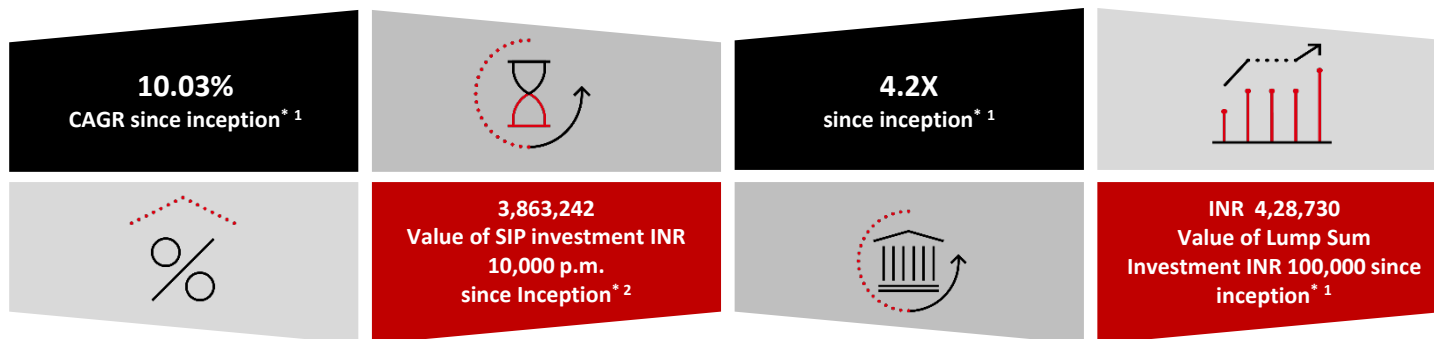 10.03%
CAGR since inception* 1
4.2X
since inception* 1
3,863,242
Value of SIP investment INR
10,000 p.m.
since Inception* 2
INR 4,28,730
Value of Lump Sum
Investment INR 100,000 since
inception* 1